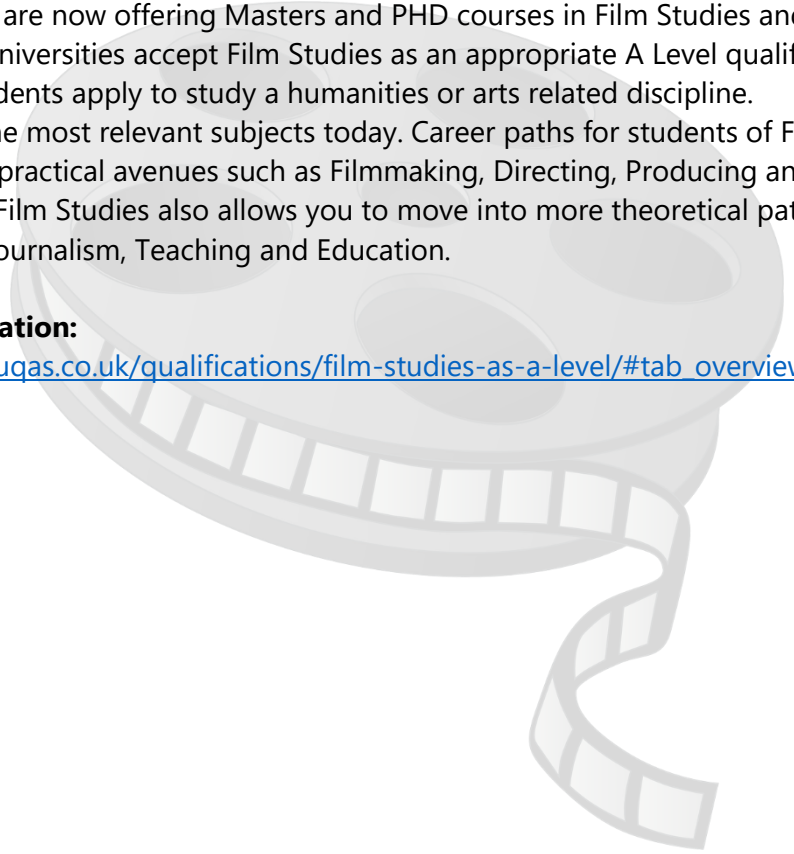 are now offering Masters and PHD courses in Film Studies and
universities accept Film Studies as an appropriate A Level qualif
dents apply to study a humanities or arts related discipline.
he most relevant subjects today. Career paths for students of F
practical avenues such as Filmmaking, Directing, Producing an
Film Studies also allows you to move into more theoretical pat
ournalism, Teaching and Education.
ation:
uqas.co.uk/qualifications/film-studies-as-a-level/#tab_overview